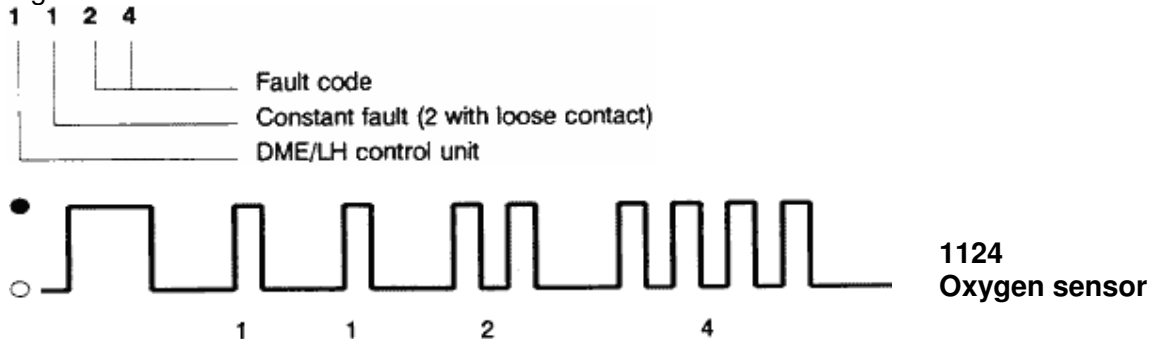 1 1 2 4
Fault code
Constant fault (2 with loose contact)
DME/LH control unit
1124
Oxygen sensor
1 1 2 4